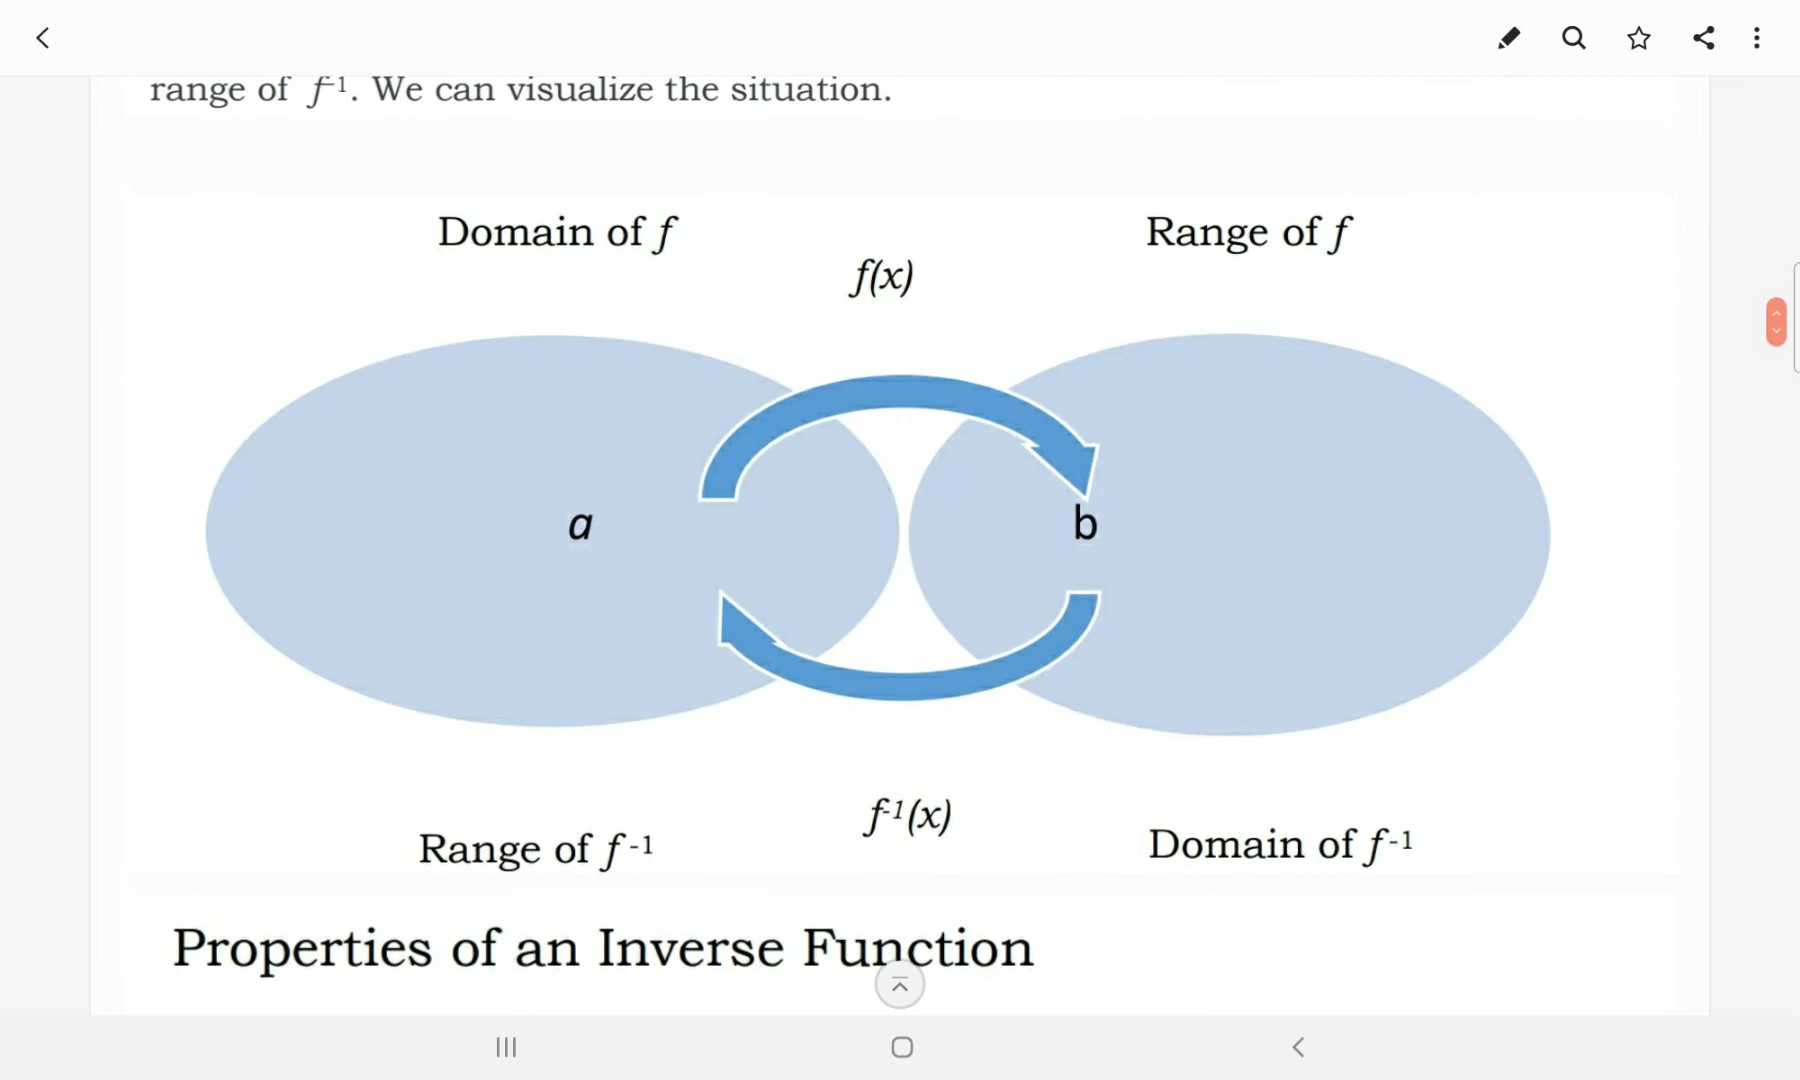 range of f-1. We can visualize the situation.
Domain of f
Range of f
f(x)
a
b
f-1(x)
Range of f -1
Domain of f-1
Properties of an Inverse Function